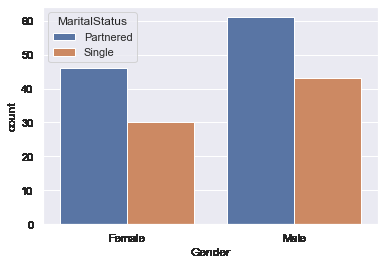 MaritalStatus
Partnered
Single
60
50
40
30
20
10
0
count
Female
Male
Gender